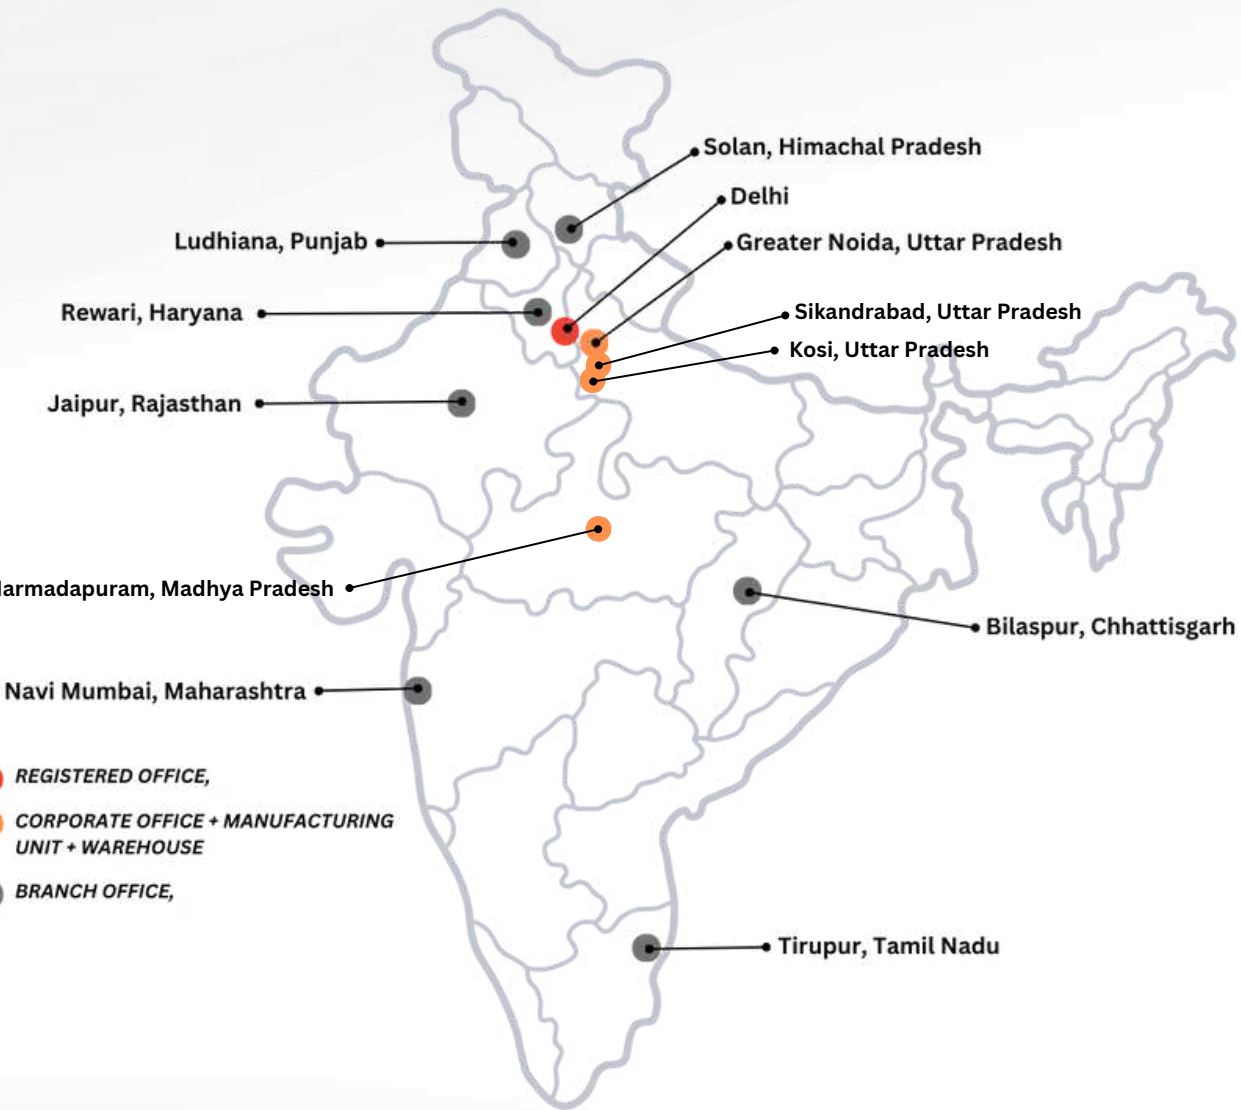 Solan, Himachal Pradesh
Delhi
Ludhiana, Punjab
Greater Noida, Uttar Pradesh
Rewari, Haryana
Sikandrabad, Uttar Pradesh
Kosi, Uttar Pradesh
Jaipur, Rajasthan
armadapuram, Madhya Pradesh
Bilaspur, Chhattisgarh
Navi Mumbai, Maharashtra
REGISTERED OFFICE,
CORPORATE OFFICE + MANUFACTURING
UNIT + WAREHOUSE
BRANCH OFFICE,
Tirupur, Tamil Nadu